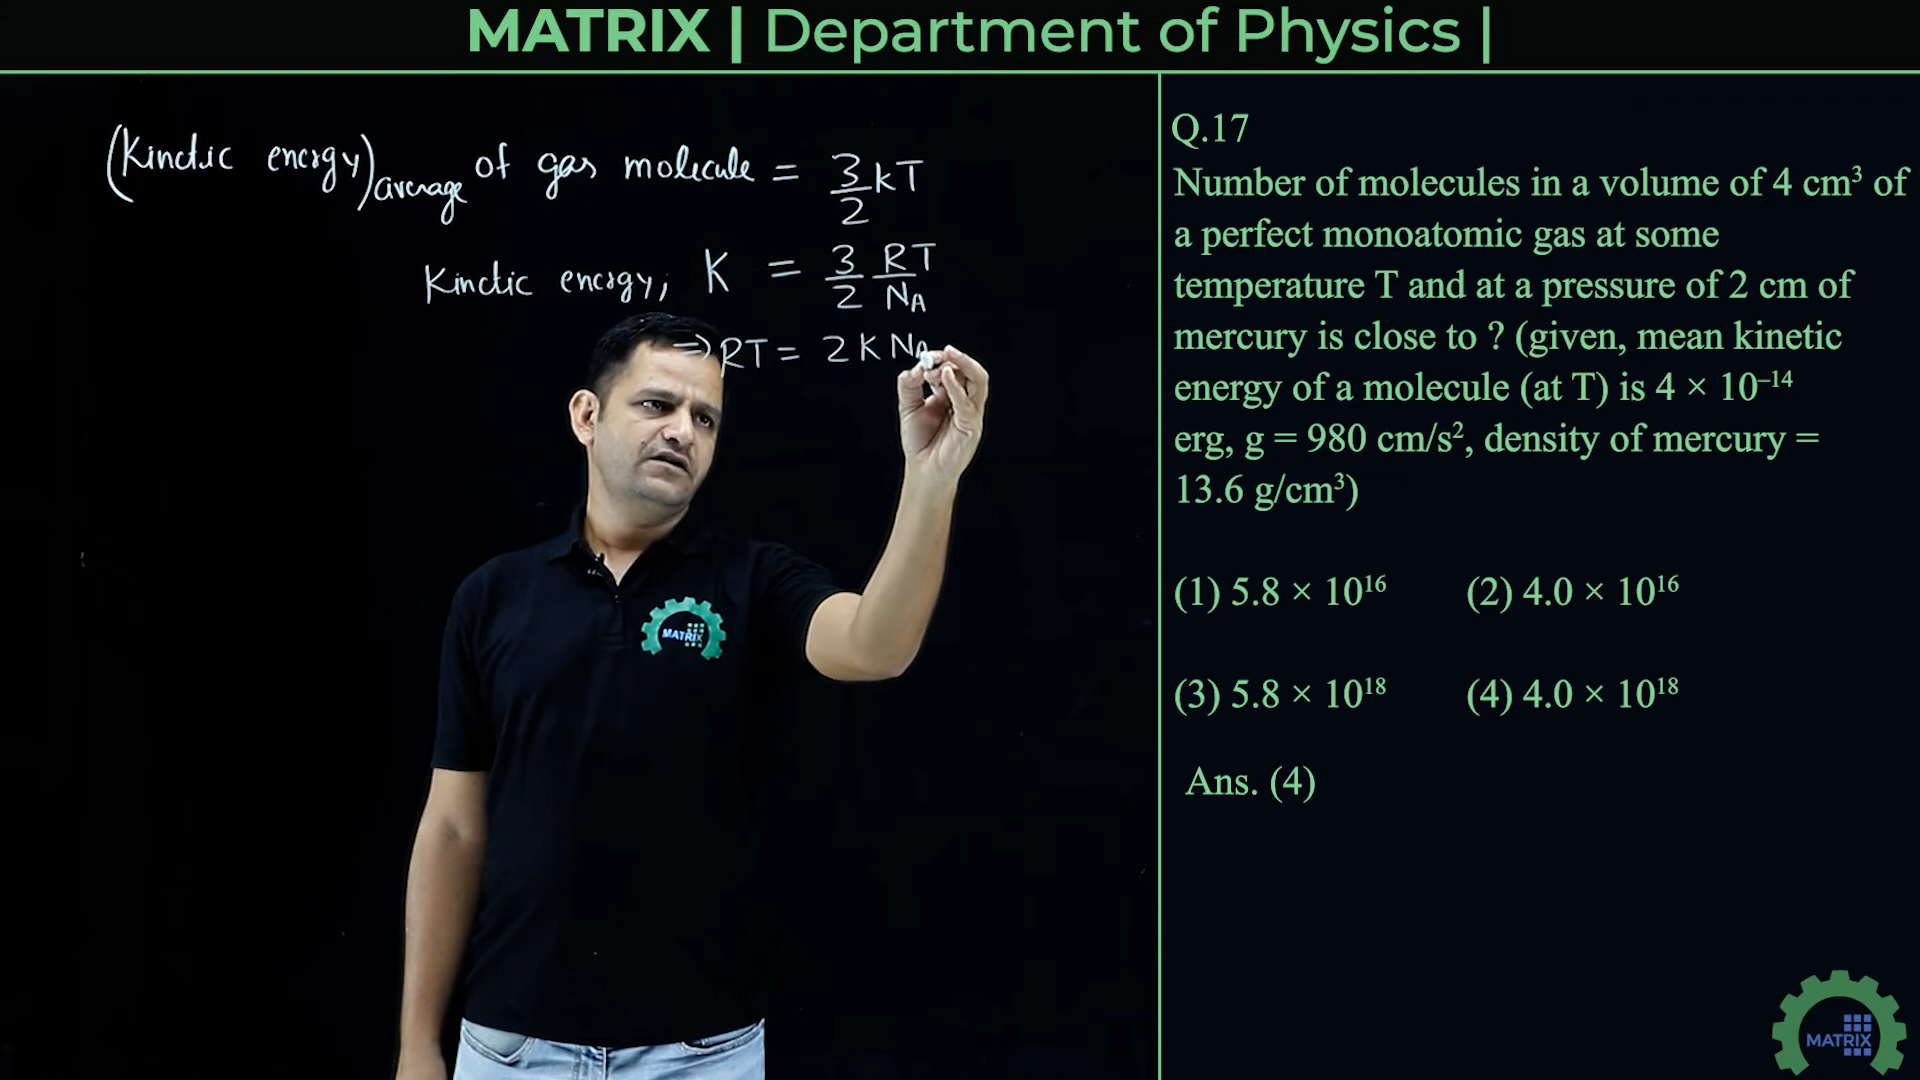 MATRIX | Department of Physics |
(Kinetic energy)average of gas molecule = 3/2 kT
Kinetic energy, K = 3/2 RT/NA
⇒ RT = 2KNA
Q.17
Number of molecules in a volume of 4 cm³ of
a perfect monoatomic gas at some
temperature T and at a pressure of 2 cm of
mercury is close to ? (given, mean kinetic
energy of a molecule (at T) is 4 × 10⁻¹⁴
erg, g = 980 cm/s², density of mercury =
13.6 g/cm³)
(1) 5.8 × 10¹⁶ (2) 4.0 × 10¹⁶
(3) 5.8 × 10¹⁸ (4) 4.0 × 10¹⁸
Ans. (4)
MATRIX
MATRIX